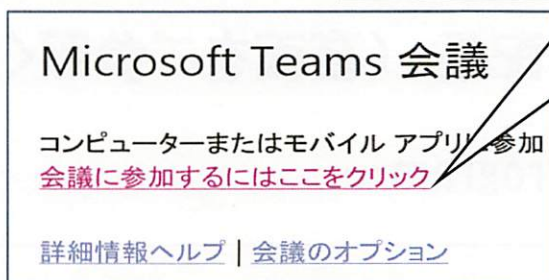 Microsoft Teams 会議
コンピューターまたはモバイル アプリ 参加
会議に参加するにはここをクリック
詳細情報ヘルプ | 会議のオプション